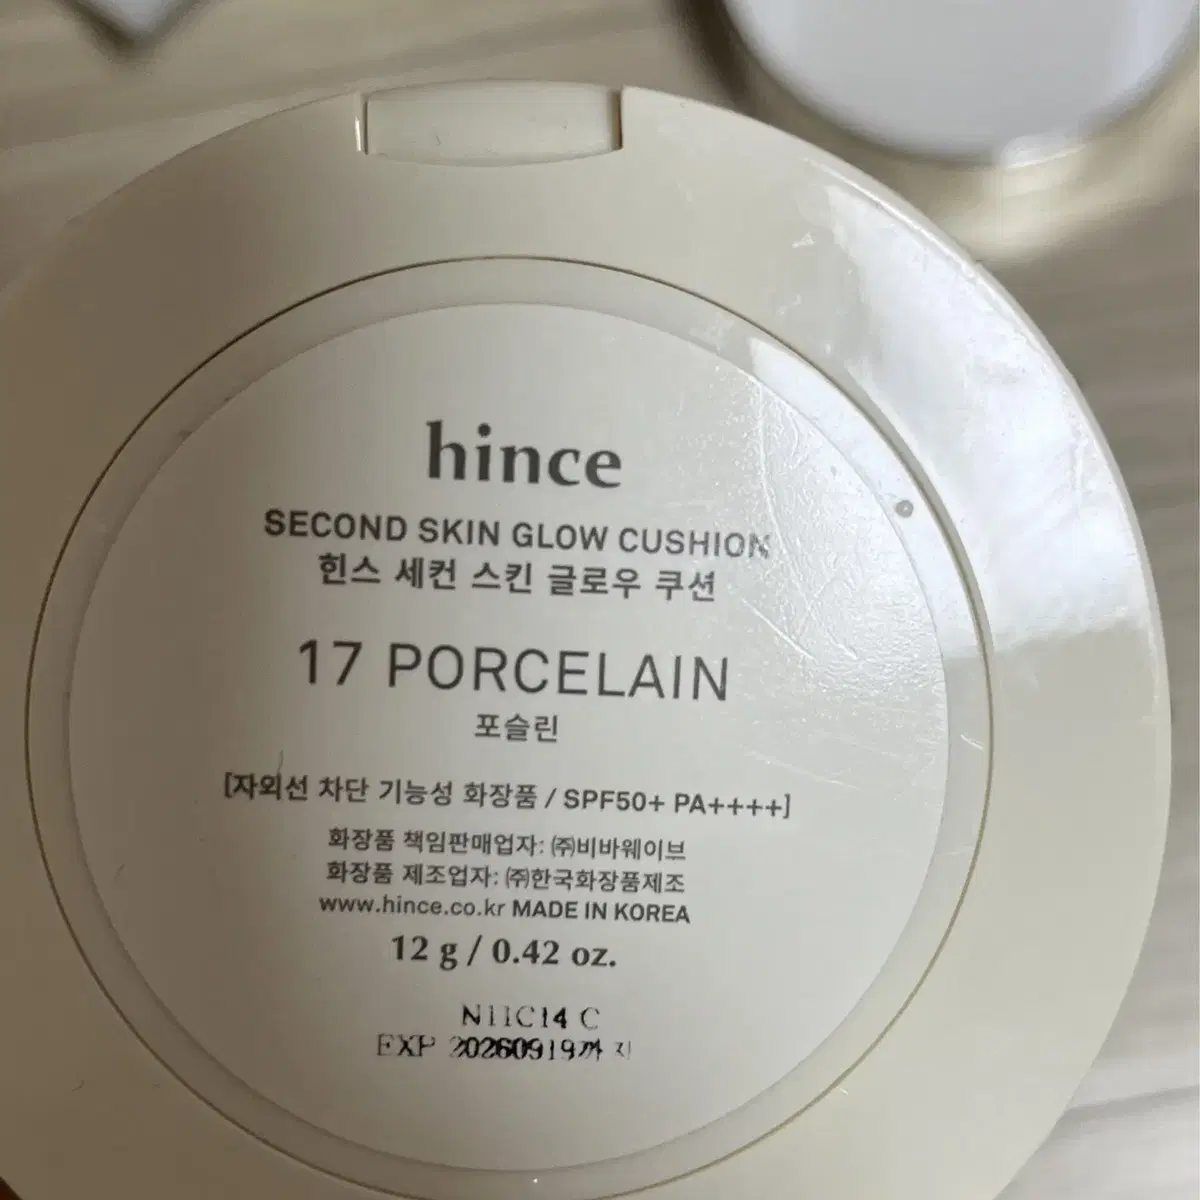 hince
SECOND SKIN GLOW CUSHION
힌스 세컨 스킨 글로우 쿠션
17 PORCELAIN
포슬린
[자외선 차단 기능성 화장품 / SPF50+ PA++++]
화장품 책임판매업자: ㈜비바웨이브
화장품 제조업자: ㈜한국화장품제조
www.hince.co.kr MADE IN KOREA
12 g / 0.42 oz.
N11C14 C
EXP 20260919까지